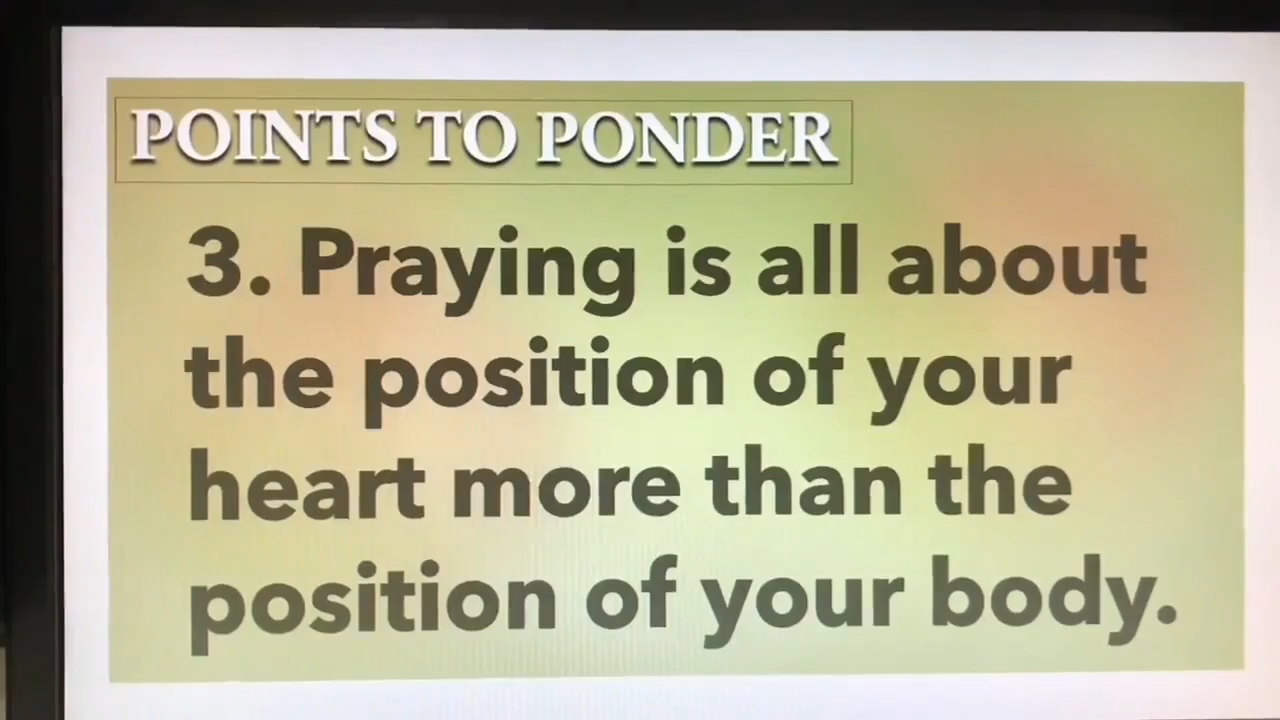 POINTS TO PONDER
3. Praying is all about
the position of your
heart more than the
position of your body.